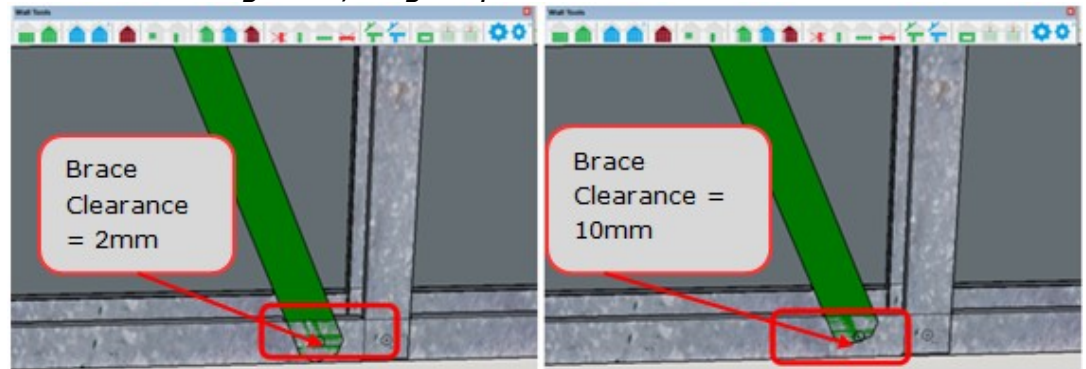 Wall Tools
Wall Tools
Brace
Clearance
= 2mm
Brace
Clearance =
10mm